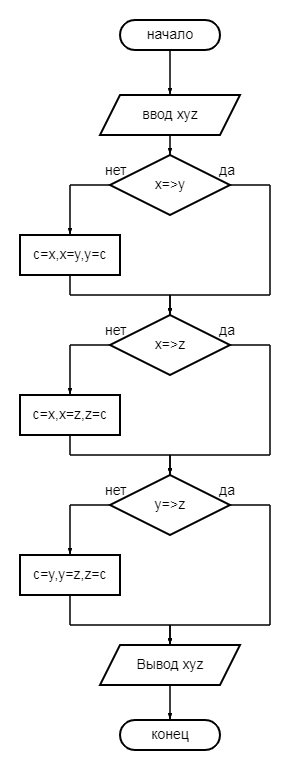 начало
ввод xyz
нет
да
x=>y
c=x,x=y,y=c
нет
да
x=>z
c=x,x=z,z=c
нет
да
y=>z
c=y,y=z,z=c
Вывод xyz
конец